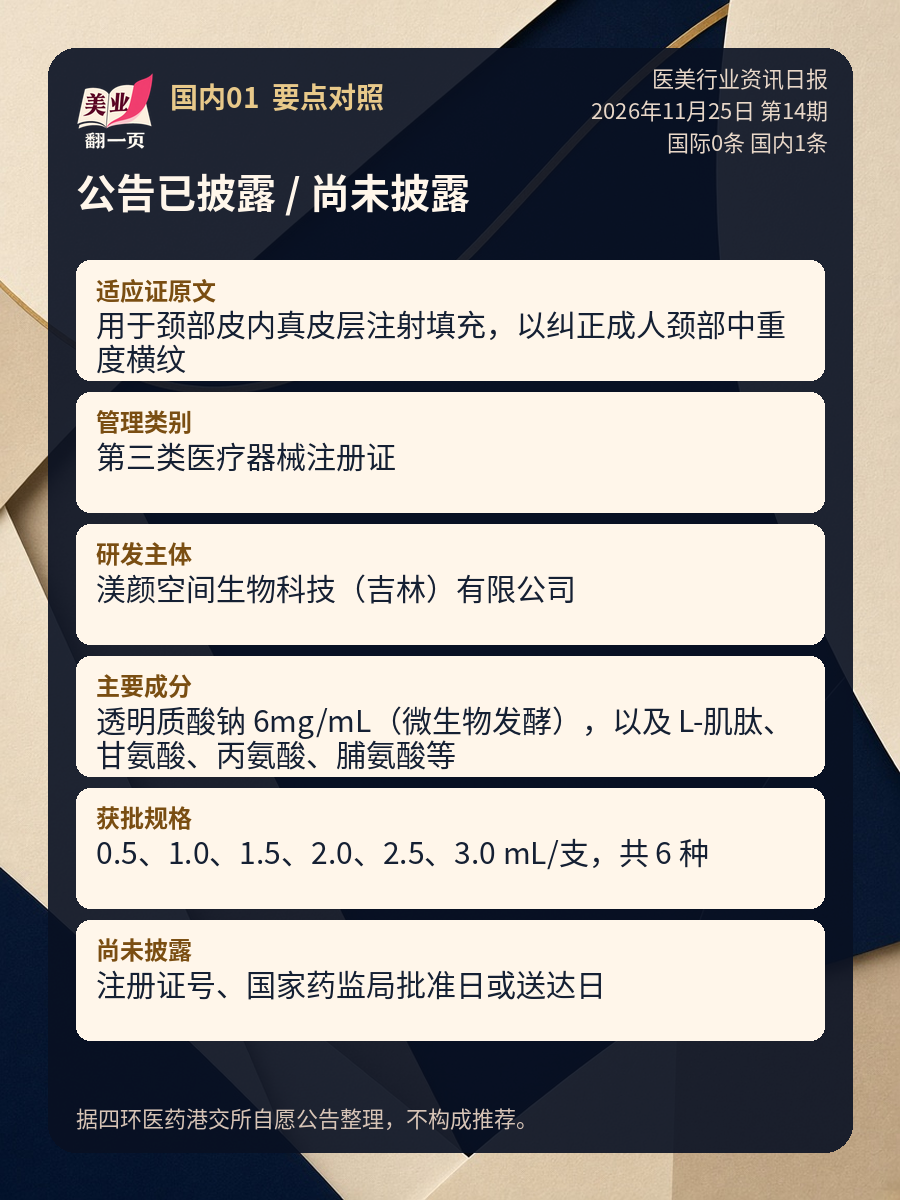 美业
翻一页
国内01 要点对照
医美行业资讯日报
2026年11月25日 第14期
国际0条 国内1条
公告已披露 / 尚未披露
适应证原文
用于颈部皮内真皮层注射填充，以纠正成人颈部中重
度横纹
管理类别
第三类医疗器械注册证
研发主体
渼颜空间生物科技（吉林）有限公司
主要成分
透明质酸钠 6mg/mL（微生物发酵），以及 L-肌肽、
甘氨酸、丙氨酸、脯氨酸等
获批规格
0.5、1.0、1.5、2.0、2.5、3.0 mL/支，共 6 种
尚未披露
注册证号、国家药监局批准日或送达日
据四环医药港交所自愿公告整理，不构成推荐。